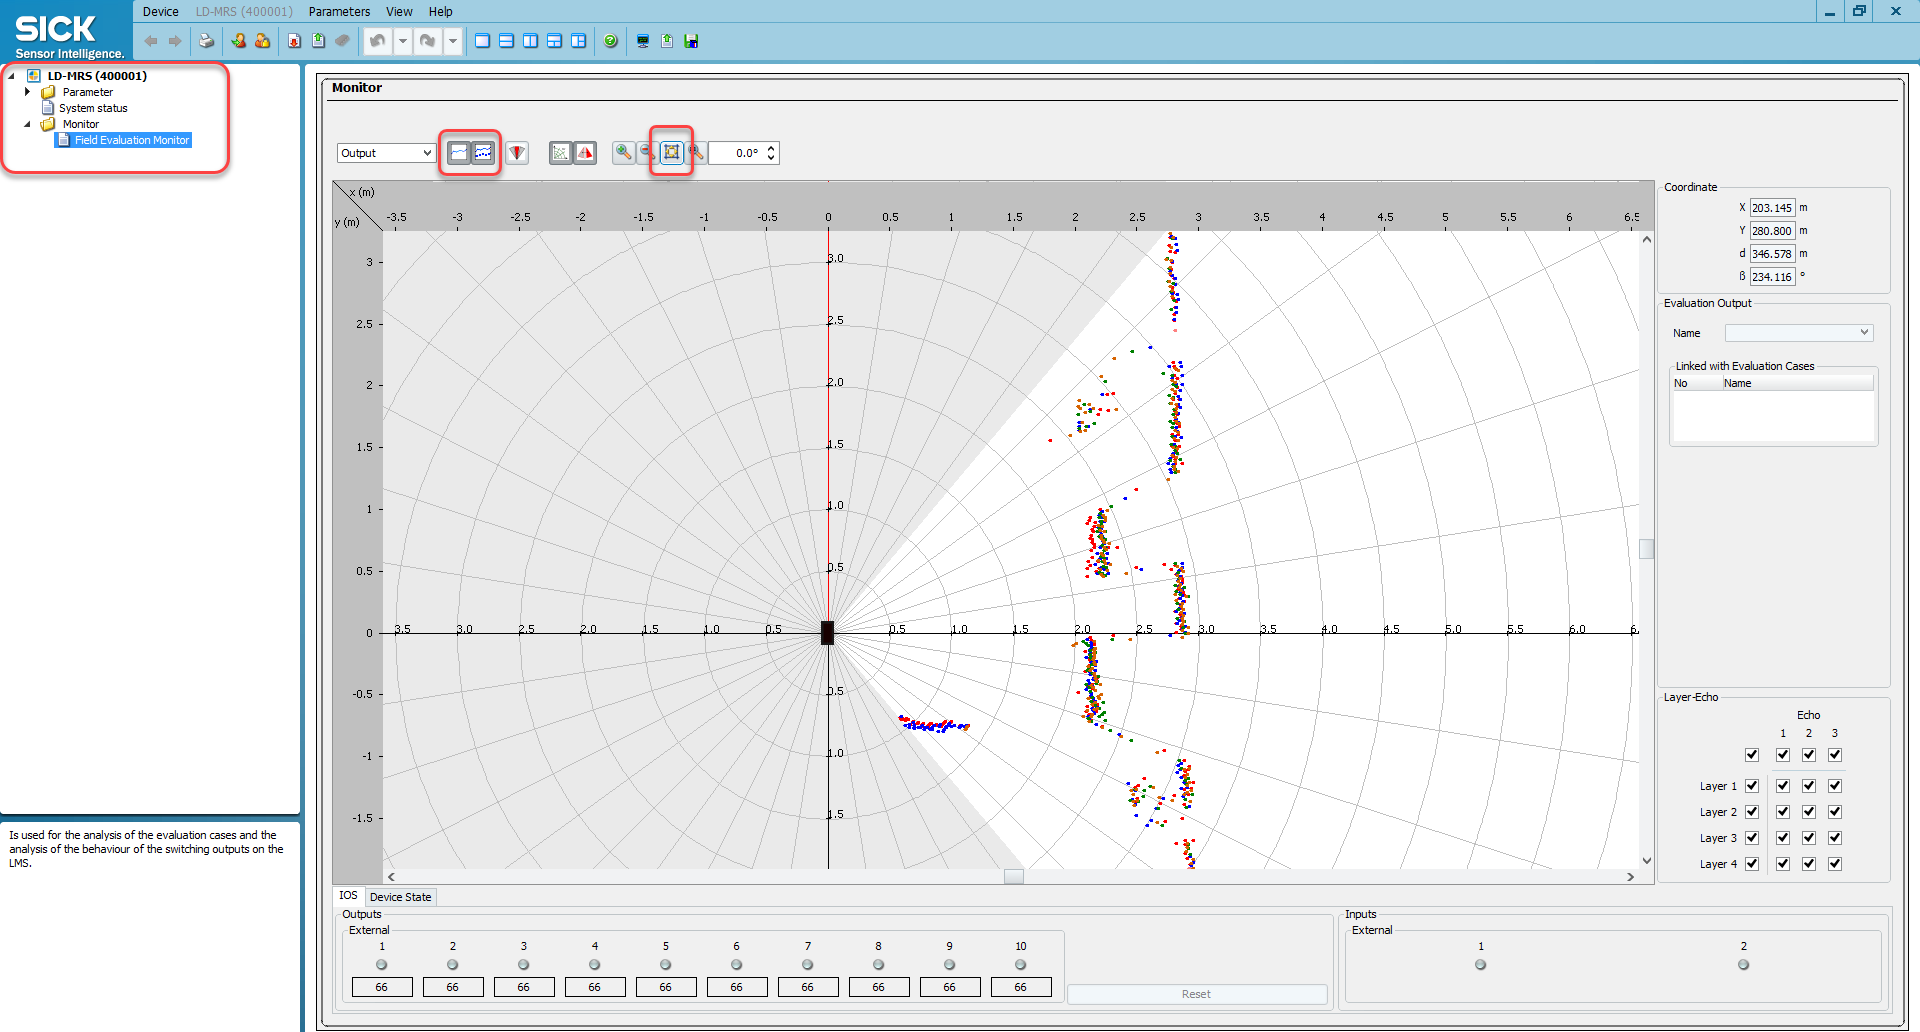 SICK
Sensor Intelligence.
Device LD-MRS (400001) Parameters View Help
LD-MRS (400001)
Parameter
System status
Monitor
Field Evaluation Monitor
Is used for the analysis of the evaluation cases and the
analysis of the behaviour of the switching outputs on the
LMS.
Monitor
Output
0.0°
x (m)
y (m)
-3.5 -3 -2.5 -2 -1.5 -1 -0.5 0 0.5 1 1.5 2 2.5 3 3.5 4 4.5 5 5.5 6 6.5
3
2.5
2
1.5
1
0.5
0
-0.5
-1
-1.5
3.0
2.5
2.0
1.5
1.0
0.5
3.5 3.0 2.5 2.0 1.5 1.0 0.5 0.5 1.0 1.5 2.0 2.5 3.0 3.5 4.0 4.5 5.0 5.5 6.0
0.5
1.0
1.5
Coordinate
X 203.145 m
Y 280.800 m
d 346.578 m
ß 234.116 °
Evaluation Output
Name
Linked with Evaluation Cases
No Name
Layer-Echo
Echo
1 2 3
Layer 1
Layer 2
Layer 3
Layer 4
IOS Device State
Outputs
External
1 2 3 4 5 6 7 8 9 10
66 66 66 66 66 66 66 66 66 66
Reset
Inputs
External
1 2